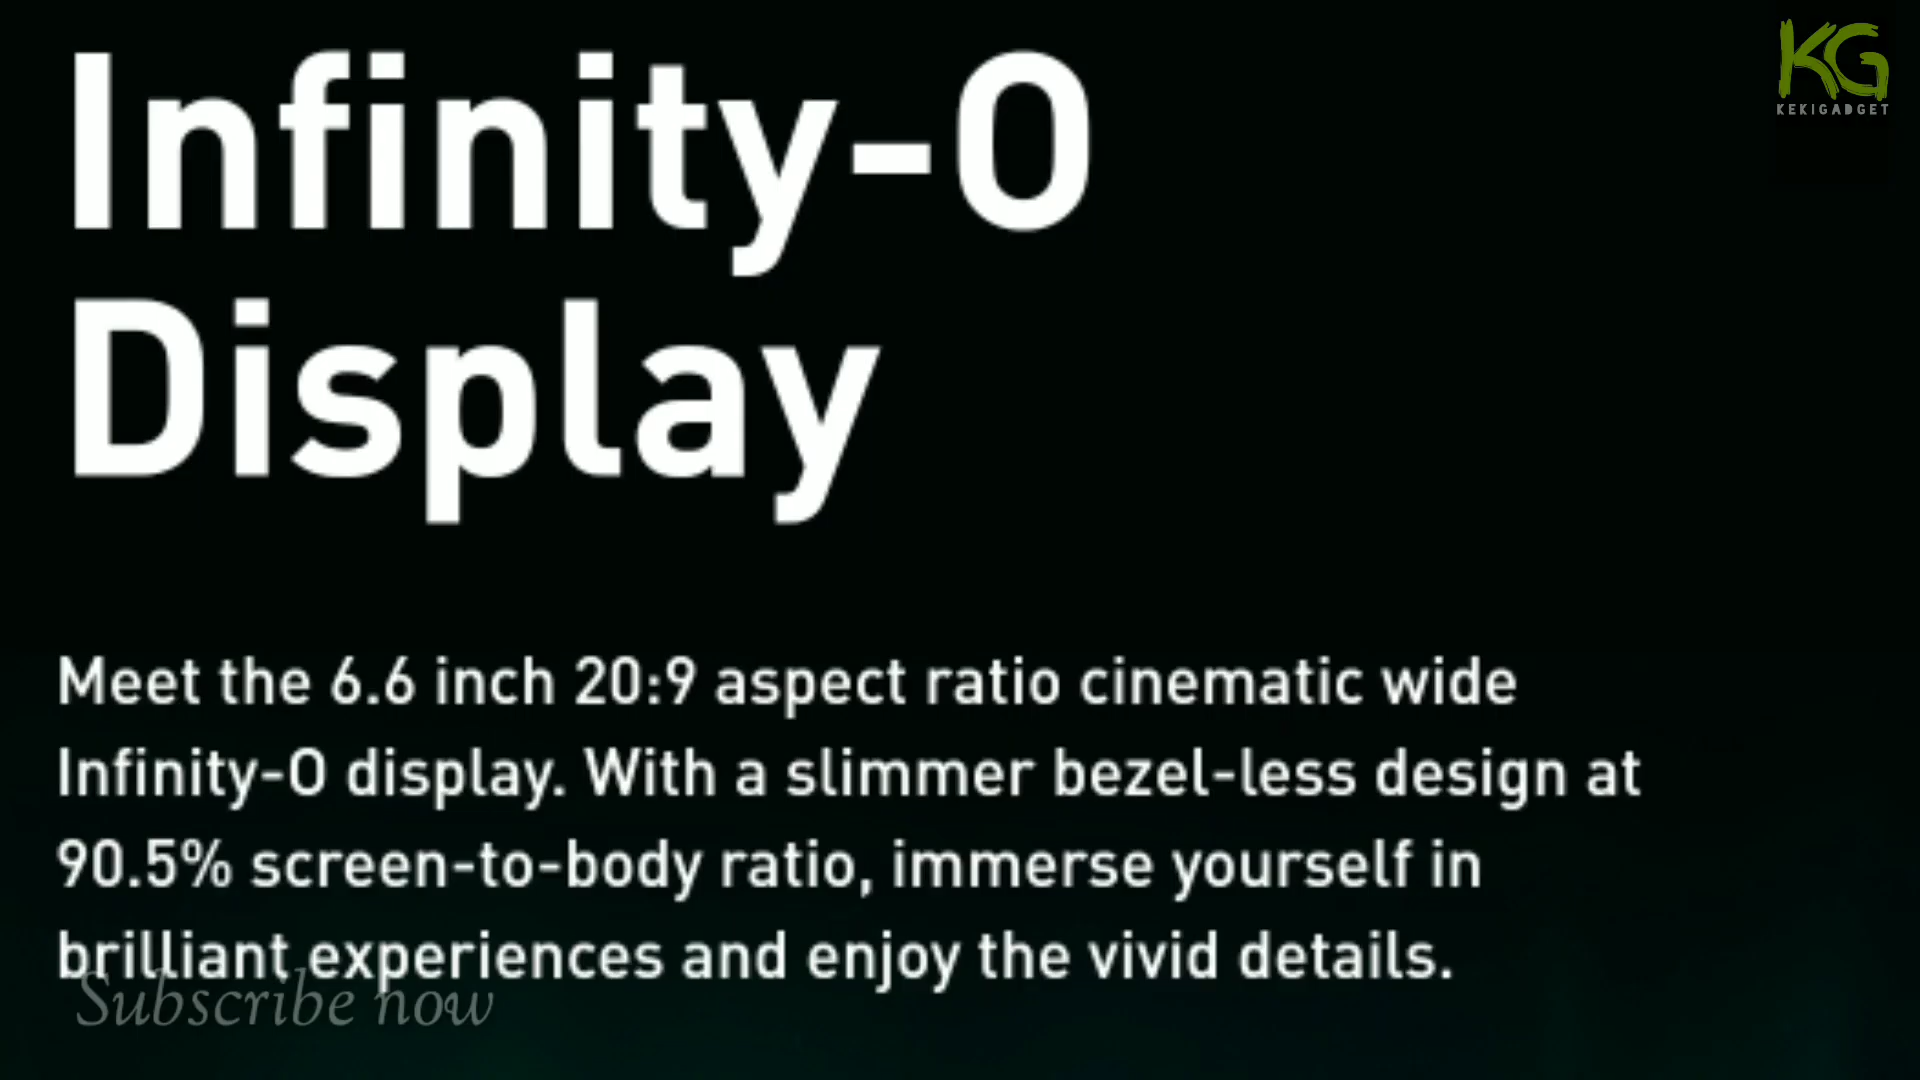 Infinity-O
Display
KG
KEKIGADGET
Meet the 6.6 inch 20:9 aspect ratio cinematic wide
Infinity-O display. With a slimmer bezel-less design at
90.5% screen-to-body ratio, immerse yourself in
brilliant experiences and enjoy the vivid details.
Subscribe now